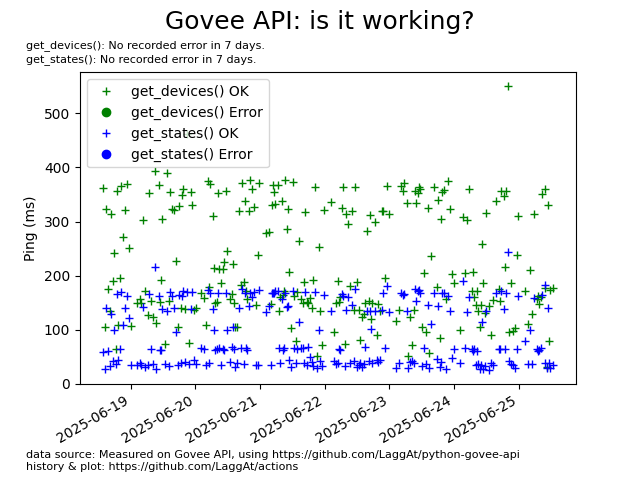 Govee API: is it working?
get_devices(): No recorded error in 7 days.
get_states(): No recorded error in 7 days.
get_devices() OK
get_devices() Error
get_states() OK
get_states() Error
Ping (ms)
500
400
300
200
100
0
2025-06-19
2025-06-20
2025-06-21
2025-06-22
2025-06-23
2025-06-24
2025-06-25
data source: Measured on Govee API, using https://github.com/LaggAt/python-govee-api
history & plot: https://github.com/LaggAt/actions